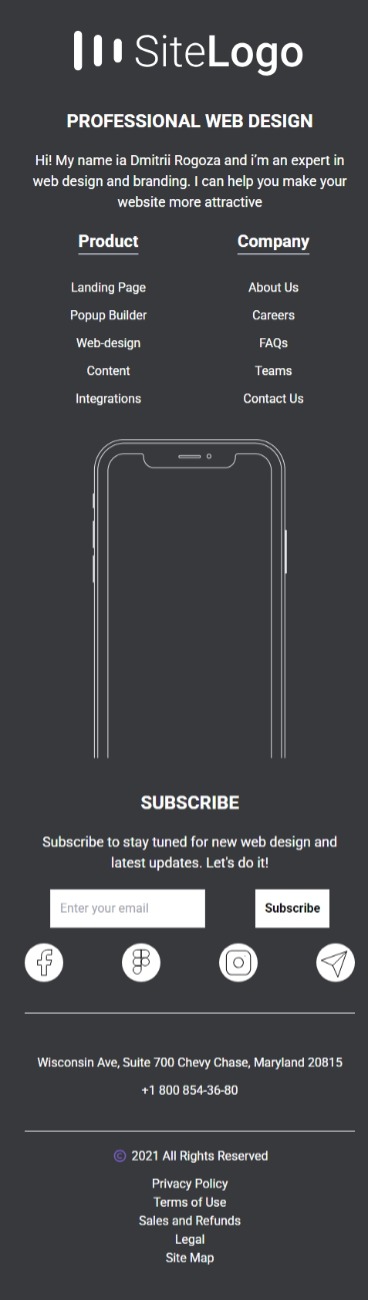 SiteLogo
PROFESSIONAL WEB DESIGN
Hi! My name ia Dmitrii Rogoza and i'm an expert in
web design and branding. I can help you make your
website more attractive
Product
Landing Page
Popup Builder
Web-design
Content
Integrations
Company
About Us
Careers
FAQs
Teams
Contact Us
SUBSCRIBE
Subscribe to stay tuned for new web design and
latest updates. Let's do it!
Enter your email
Subscribe
Wisconsin Ave, Suite 700 Chevy Chase, Maryland 20815
+1 800 854-36-80
© 2021 All Rights Reserved
Privacy Policy
Terms of Use
Sales and Refunds
Legal
Site Map